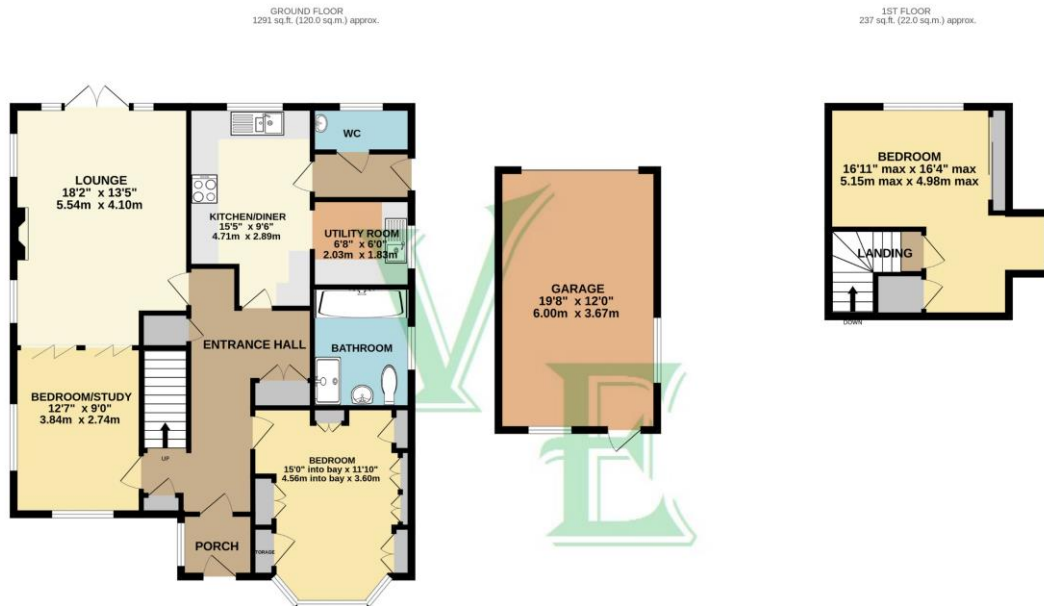 GROUND FLOOR
1291 sq.ft. (120.0 sq.m.) approx.
1ST FLOOR
237 sq.ft. (22.0 sq.m.) approx.
LOUNGE
18'2" x 13'5"
5.54m x 4.10m
WC
KITCHEN/DINER
15'5" x 9'6"
4.71m x 2.89m
UTILITY ROOM
6'8" x 6'0"
2.03m x 1.83m
ENTRANCE HALL
BATHROOM
BEDROOM/STUDY
12'7" x 9'0"
3.84m x 2.74m
UP
BEDROOM
15'0" into bay x 11'10"
4.56m into bay x 3.60m
PORCH
TORAGE
GARAGE
19'8" x 12'0"
6.00m x 3.67m
BEDROOM
16'11" max x 16'4" max
5.15m max x 4.98m max
LANDING
DOWN
V
E